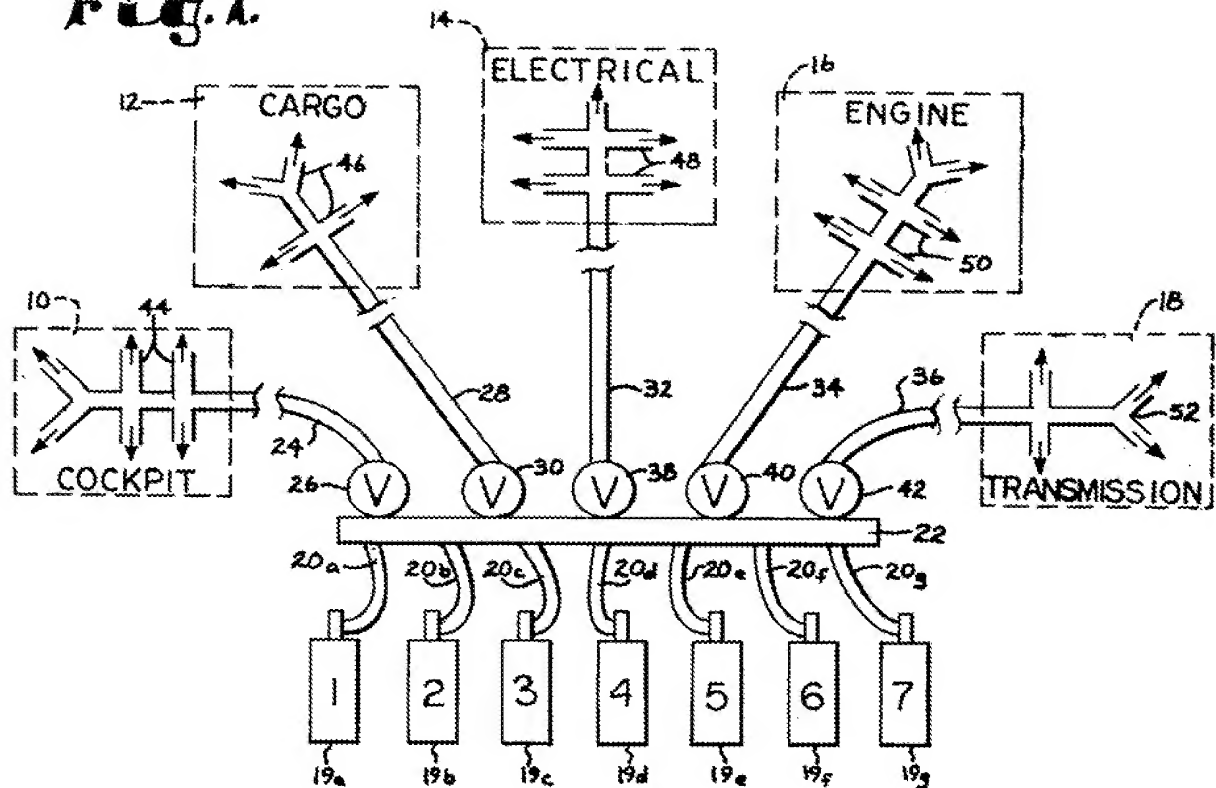 Fig. 1.
14
ELECTRICAL
16
12
CARGO
ENGINE
46
48
50
10
44
18
28
32
34
36
24
52
COCKPIT
TRANSMISSION
26
V
30
V
38
V
40
V
42
V
22
20a
20b
20c
20d
20e
20f
20g
1
2
3
4
5
6
7
19a
19b
19c
19d
19e
19f
19g